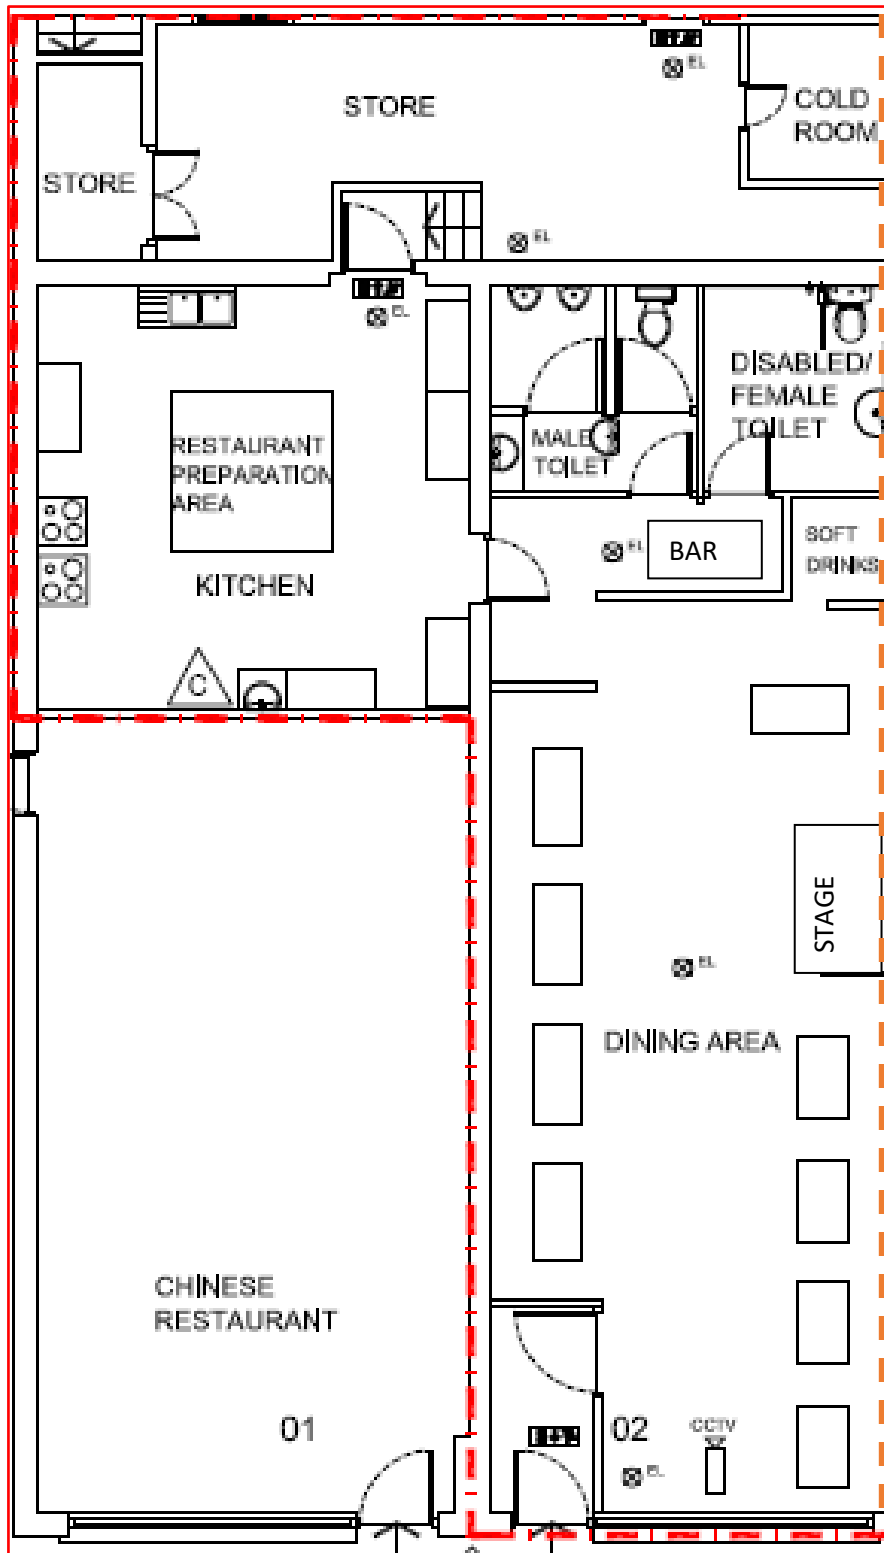 EL
STORE
COLD
ROOM
STORE
EL
EL
DISABLED/
FEMALE
TOILET
RESTAURANT
PREPARATION
AREA
MALE
TOILET
EL
BAR
SOFT
DRINKS
KITCHEN
C
STAGE
EL
DINING AREA
CHINESE
RESTAURANT
01
02
CCTV
EL